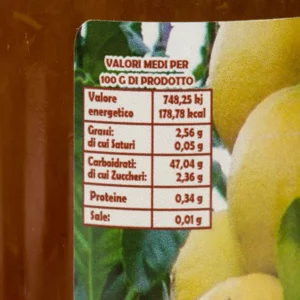 VALORI MEDI PER
100 G DI PRODOTTO
Valore energetico 748,25 kj
178,78 kcal
Grassi: 2,56 g
di cui Saturi 0,05 g
Carboidrati: 47,04 g
di cui Zuccheri: 2,36 g
Proteine 0,34 g
Sale: 0,01 g